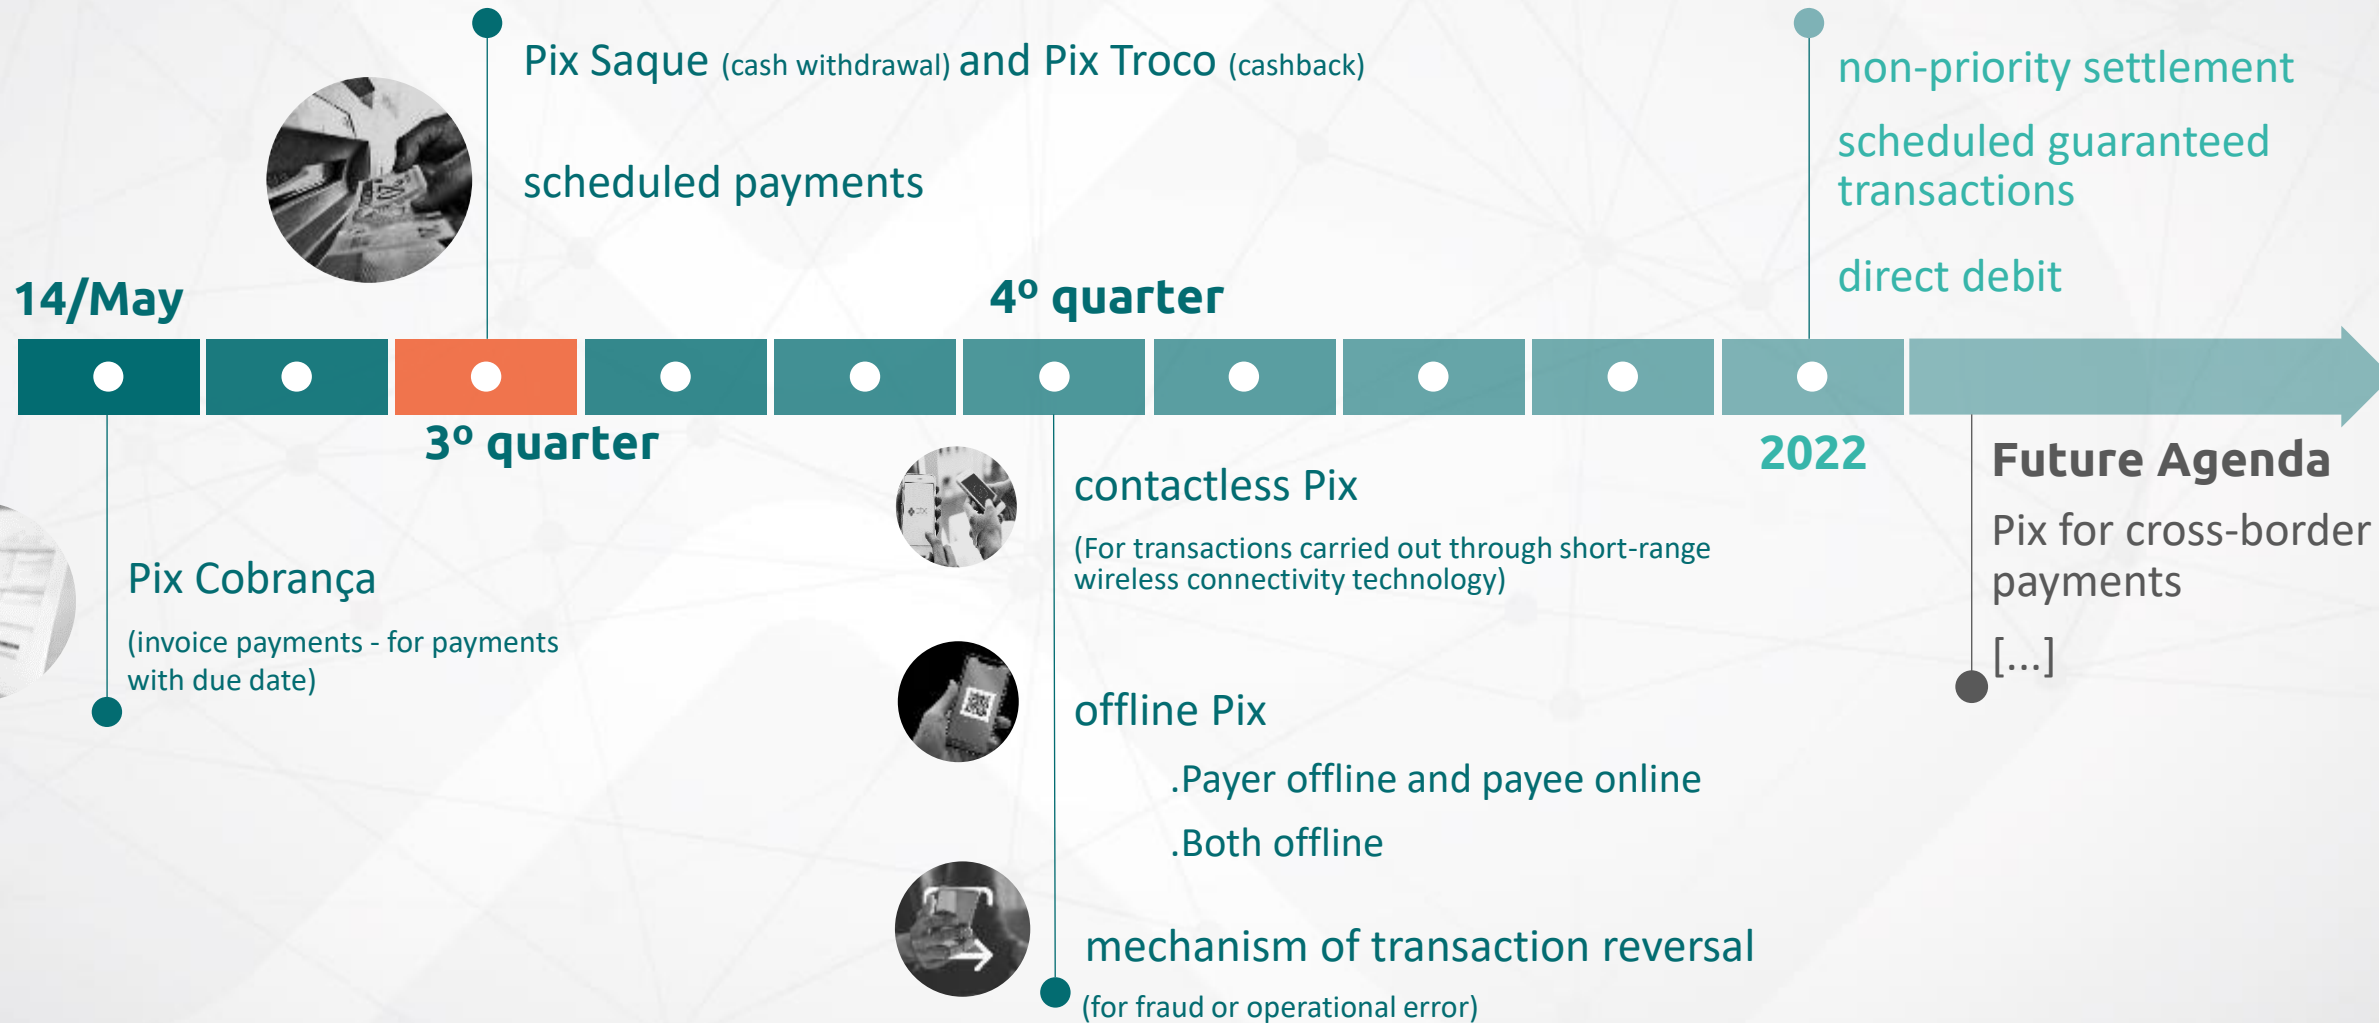 Pix Saque (cash withdrawal) and Pix Troco (cashback)
scheduled payments
non-priority settlement
scheduled guaranteed
transactions
direct debit
14/May
4º quarter
3º quarter
2022
Pix Cobrança
(invoice payments - for payments
with due date)
contactless Pix
(For transactions carried out through short-range
wireless connectivity technology)
offline Pix
.Payer offline and payee online
.Both offline
mechanism of transaction reversal
(for fraud or operational error)
Future Agenda
Pix for cross-border
payments
[...]